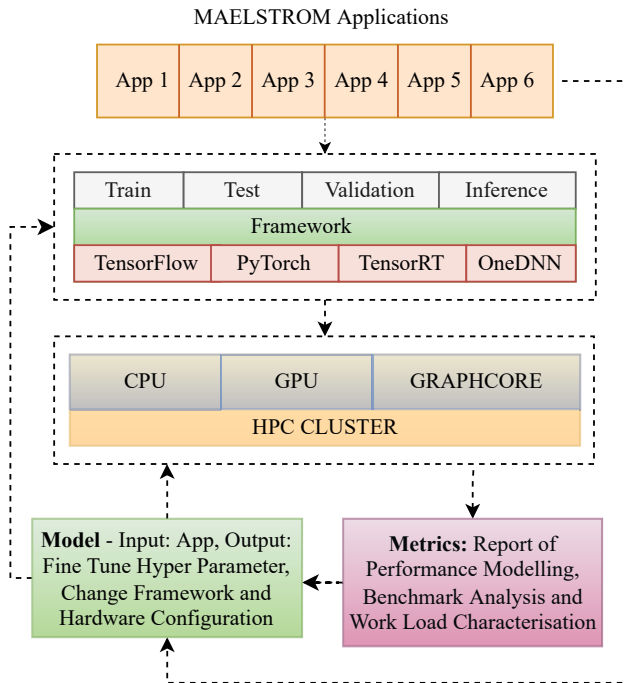 MAELSTROM Applications
App 1 App 2 App 3 App 4 App 5 App 6
Train Test Validation Inference
Framework
TensorFlow PyTorch TensorRT OneDNN
CPU GPU GRAPHCORE
HPC CLUSTER
Model - Input: App, Output:
Fine Tune Hyper Parameter,
Change Framework and
Hardware Configuration
Metrics: Report of
Performance Modelling,
Benchmark Analysis and
Work Load Characterisation